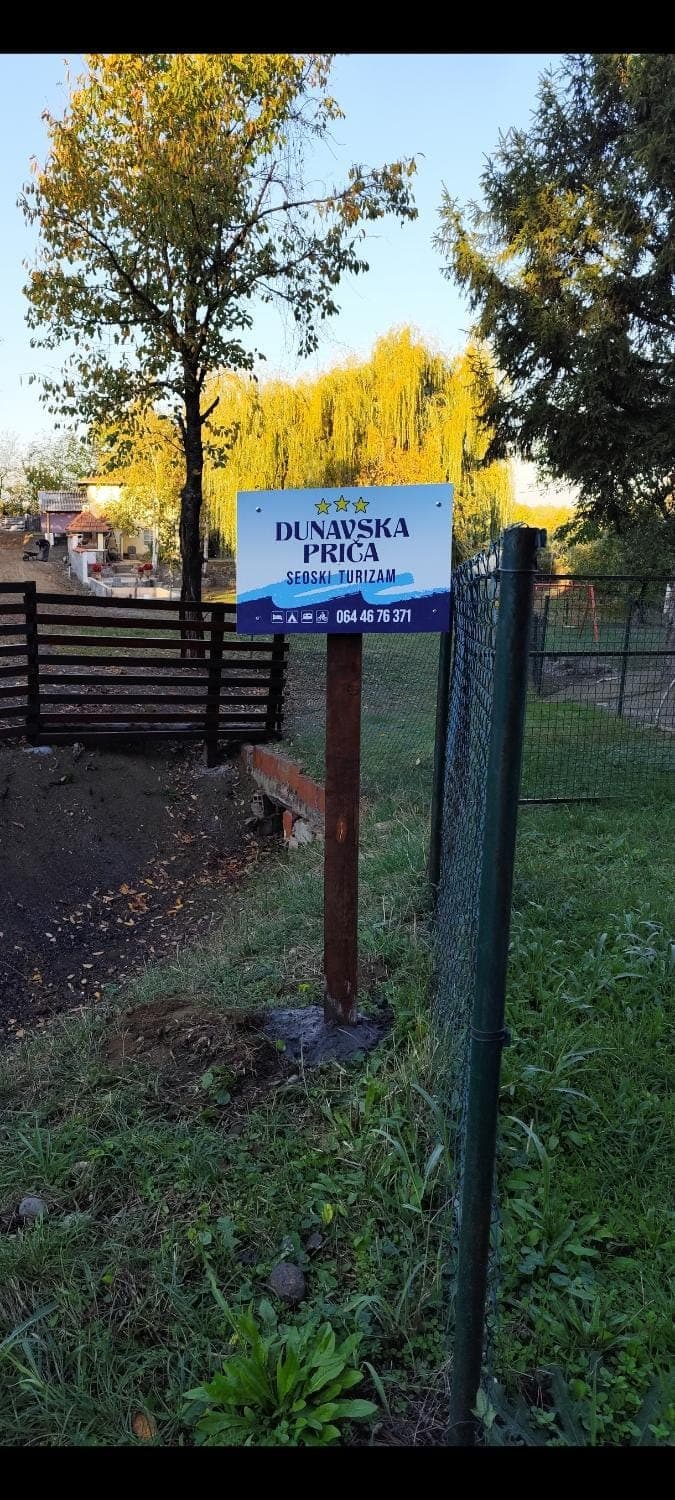 DUNAVSKA
PRIČA
SEOSKI TURIZAM
064 46 76 371